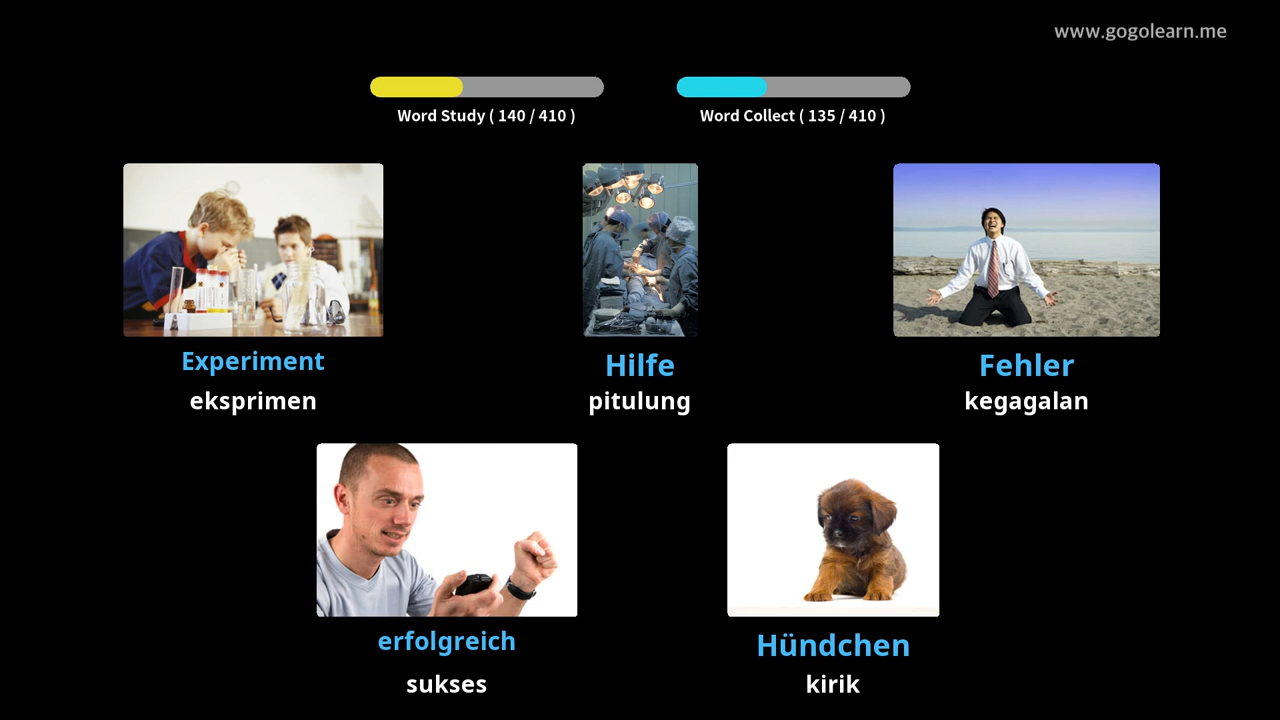 www.gogolearn.me
Word Study ( 140 / 410 )
Word Collect ( 135 / 410 )
Experiment
eksprimen
Hilfe
pitulung
Fehler
kegagalan
erfolgreich
sukses
Hündchen
kirik